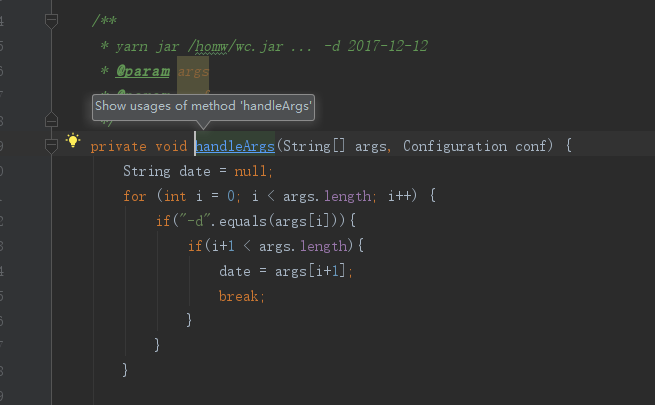 /**
* yarn jar /homw/wc.jar ... -d 2017-12-12
* @param args
Show usages of method 'handleArgs'
*/
private void handleArgs(String[] args, Configuration conf) {
String date = null;
for (int i = 0; i < args.length; i++) {
if("-d".equals(args[i])){
if(i+1 < args.length){
date = args[i+1];
break;
}
}
}